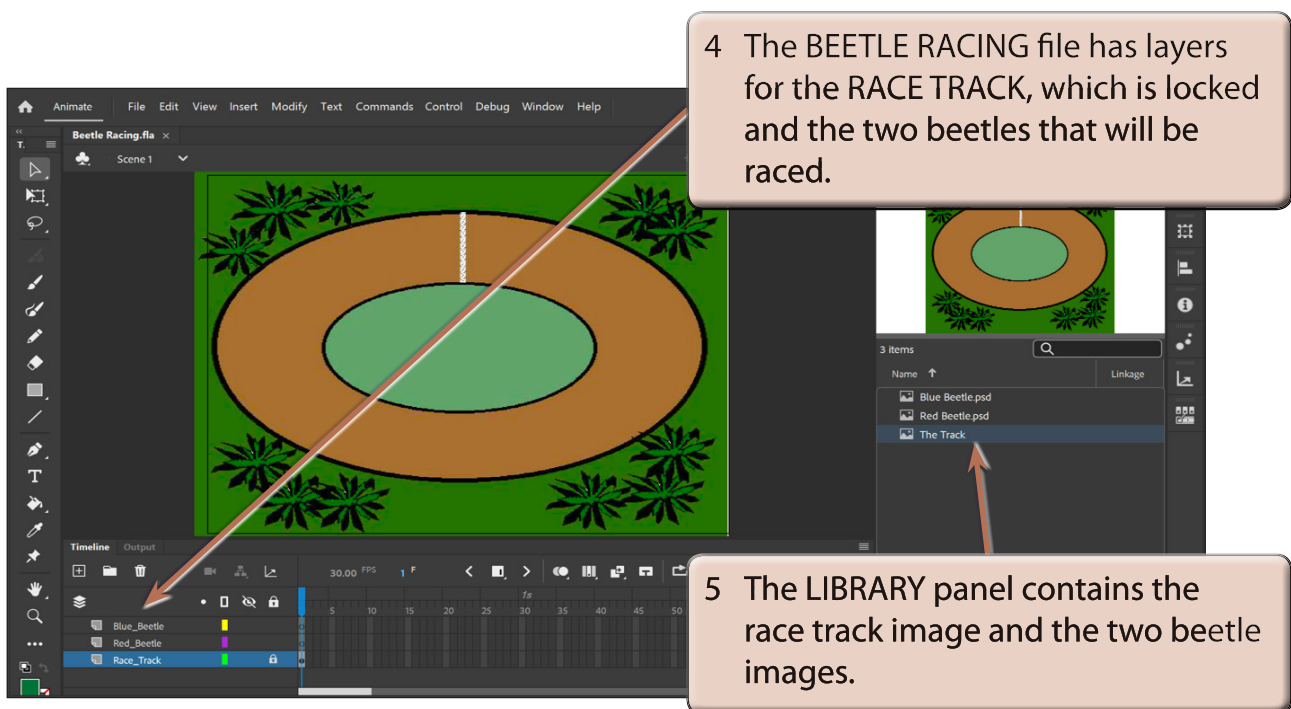 4 The BEETLE RACING file has layers
for the RACE TRACK, which is locked
and the two beetles that will be
raced.
Animate File Edit View Insert Modify Text Commands Control Debug Window Help
Beetle Racing.fla ×
Scene 1
3 items
Name ↑ Linkage
Blue Beetle.psd
Red Beetle.psd
The Track
Timeline Output
30.00 FPS 1 F
1s
5 10 15 20 25 30 35 40 45 50
Blue_Beetle
Red_Beetle
Race_Track
5 The LIBRARY panel contains the
race track image and the two beetle
images.